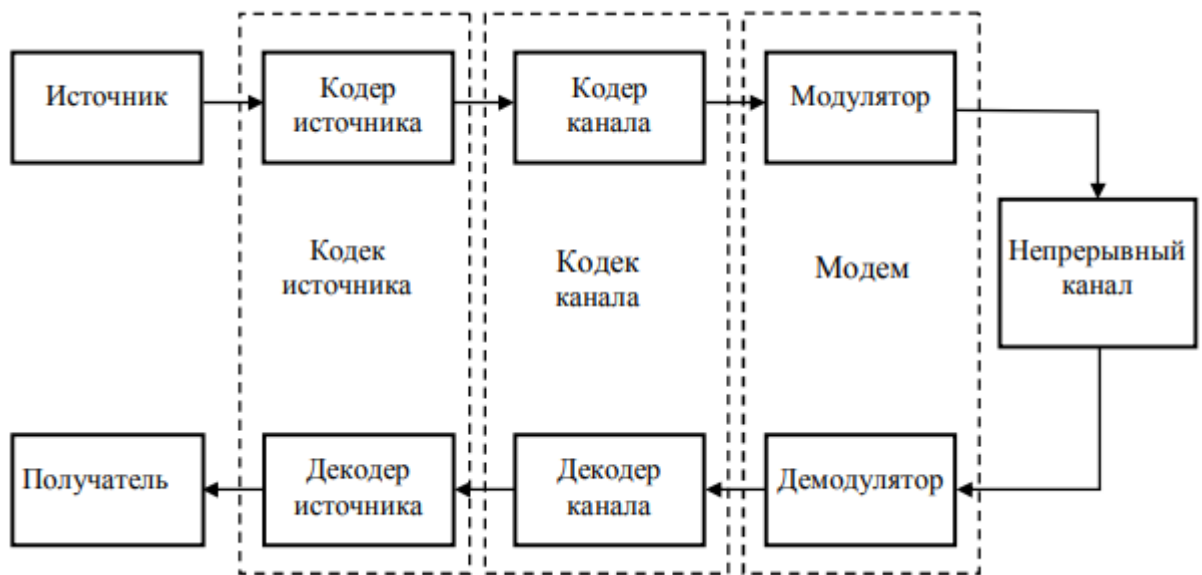 Источник
Кодер
источника
Кодер
канала
Модулятор
Кодек
источника
Кодек
канала
Модем
Непрерывный
канал
Получатель
Декодер
источника
Декодер
канала
Демодулятор